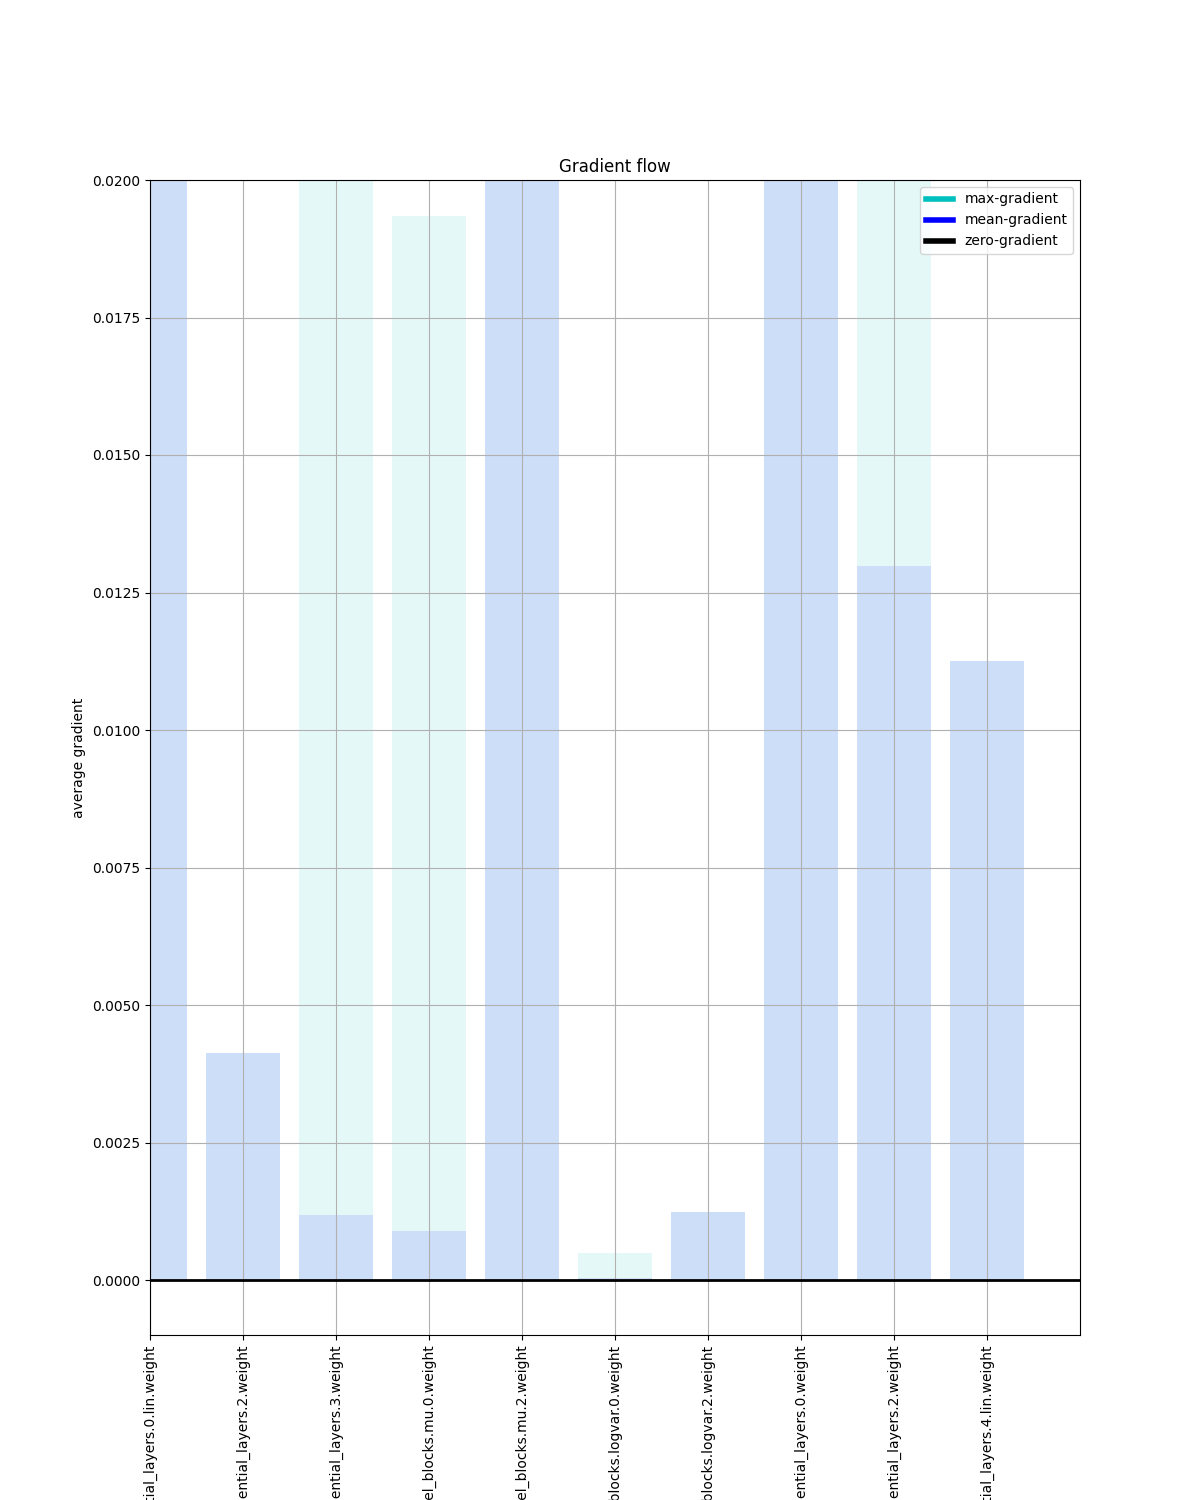 Gradient flow
max-gradient
mean-gradient
zero-gradient
0.0200
0.0175
0.0150
0.0125
0.0100
0.0075
0.0050
0.0025
0.0000
average gradient
tial_layers.0.lin.weight
ential_layers.2.weight
ential_layers.3.weight
el_blocks.mu.0.weight
el_blocks.mu.2.weight
blocks.logvar.0.weight
blocks.logvar.2.weight
ential_layers.0.weight
ential_layers.2.weight
tial_layers.4.lin.weight